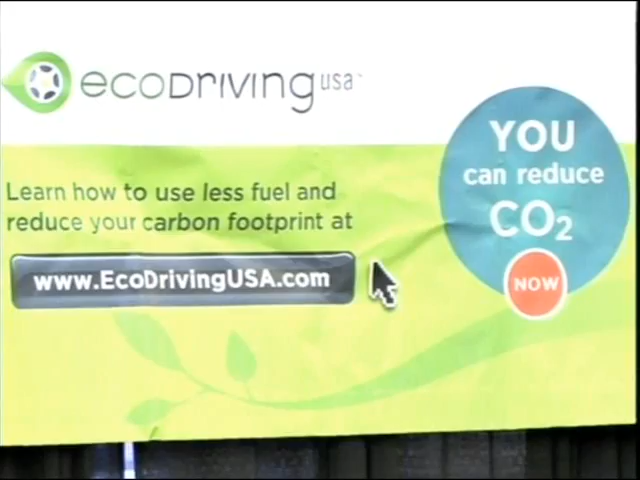 ecoDrivingusa
Learn how to use less fuel and
reduce your carbon footprint at
www.EcoDrivingUSA.com
YOU
can reduce
CO₂
NOW